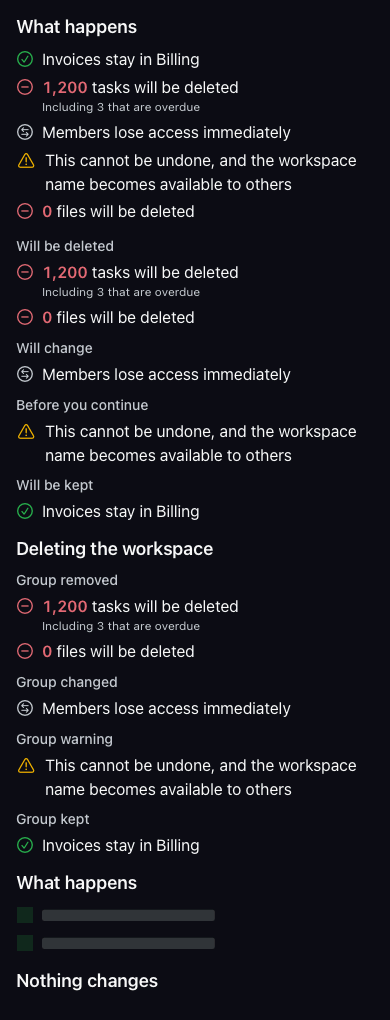 What happens
Invoices stay in Billing
1,200 tasks will be deleted
Including 3 that are overdue
Members lose access immediately
This cannot be undone, and the workspace
name becomes available to others
0 files will be deleted
Will be deleted
1,200 tasks will be deleted
Including 3 that are overdue
0 files will be deleted
Will change
Members lose access immediately
Before you continue
This cannot be undone, and the workspace
name becomes available to others
Will be kept
Invoices stay in Billing
Deleting the workspace
Group removed
1,200 tasks will be deleted
Including 3 that are overdue
0 files will be deleted
Group changed
Members lose access immediately
Group warning
This cannot be undone, and the workspace
name becomes available to others
Group kept
Invoices stay in Billing
What happens
Nothing changes